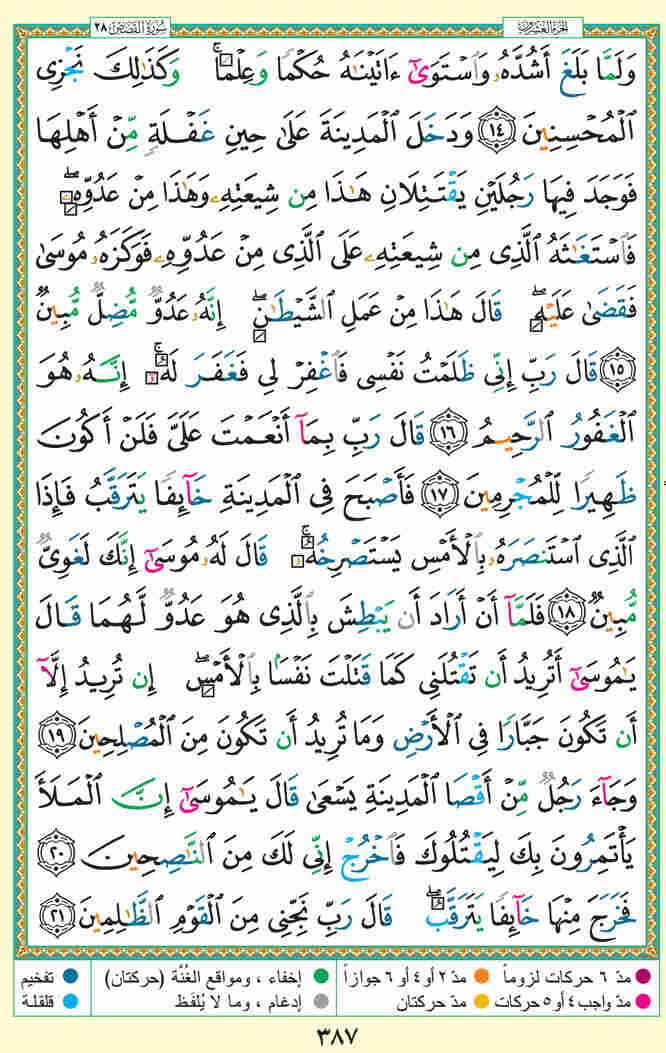 الجزء العشرون
سُورَةُ القَصَصِ ٢٨
وَلَمَّا بَلَغَ أَشُدَّهُۥ وَٱسْتَوَىٰٓ ءَاتَيْنَٰهُ حُكْمًا وَعِلْمًا ۚ وَكَذَٰلِكَ نَجْزِى
ٱلْمُحْسِنِينَ ١٤ وَدَخَلَ ٱلْمَدِينَةَ عَلَىٰ حِينِ غَفْلَةٍ مِّنْ أَهْلِهَا
فَوَجَدَ فِيهَا رَجُلَيْنِ يَقْتَتِلَانِ هَٰذَا مِن شِيعَتِهِۦ وَهَٰذَا مِنْ عَدُوِّهِۦ ۖ
فَٱسْتَغَٰثَهُ ٱلَّذِى مِن شِيعَتِهِۦ عَلَى ٱلَّذِى مِنْ عَدُوِّهِۦ فَوَكَزَهُۥ مُوسَىٰ
فَقَضَىٰ عَلَيْهِ ۖ قَالَ هَٰذَا مِنْ عَمَلِ ٱلشَّيْطَٰنِ ۖ إِنَّهُۥ عَدُوٌّ مُّضِلٌّ مُّبِينٌ
١٥ قَالَ رَبِّ إِنِّى ظَلَمْتُ نَفْسِى فَٱغْفِرْ لِى فَغَفَرَ لَهُۥٓ ۚ إِنَّهُۥ هُوَ
ٱلْغَفُورُ ٱلرَّحِيمُ ١٦ قَالَ رَبِّ بِمَآ أَنْعَمْتَ عَلَىَّ فَلَنْ أَكُونَ
ظَهِيرًا لِّلْمُجْرِمِينَ ١٧ فَأَصْبَحَ فِى ٱلْمَدِينَةِ خَآئِفًا يَتَرَقَّبُ فَإِذَا
ٱلَّذِى ٱسْتَنصَرَهُۥ بِٱلْأَمْسِ يَسْتَصْرِخُهُۥ ۚ قَالَ لَهُۥ مُوسَىٰٓ إِنَّكَ لَغَوِىٌّ
مُّبِينٌ ١٨ فَلَمَّآ أَنْ أَرَادَ أَن يَبْطِشَ بِٱلَّذِى هُوَ عَدُوٌّ لَّهُمَا قَالَ
يَٰمُوسَىٰٓ أَتُرِيدُ أَن تَقْتُلَنِى كَمَا قَتَلْتَ نَفْسًۢا بِٱلْأَمْسِ ۖ إِن تُرِيدُ إِلَّآ
أَن تَكُونَ جَبَّارًا فِى ٱلْأَرْضِ وَمَا تُرِيدُ أَن تَكُونَ مِنَ ٱلْمُصْلِحِينَ ١٩
وَجَآءَ رَجُلٌ مِّنْ أَقْصَا ٱلْمَدِينَةِ يَسْعَىٰ قَالَ يَٰمُوسَىٰٓ إِنَّ ٱلْمَلَأَ
يَأْتَمِرُونَ بِكَ لِيَقْتُلُوكَ فَٱخْرُجْ إِنِّى لَكَ مِنَ ٱلنَّٰصِحِينَ ٢٠
فَخَرَجَ مِنْهَا خَآئِفًا يَتَرَقَّبُ ۖ قَالَ رَبِّ نَجِّنِى مِنَ ٱلْقَوْمِ ٱلظَّٰلِمِينَ ٢١
مدّ ٦ حركات لزوماً مدّ ٢ أو ٤ أو ٦ جوازاً إخفاء ، ومواقع الغُنَّة (حركتان) تفخيم
مدّ واجب ٤ أو ٥ حركات مدّ حركتان إدغام ، وما لا يُلفَظ قلقلة
٣٨٧